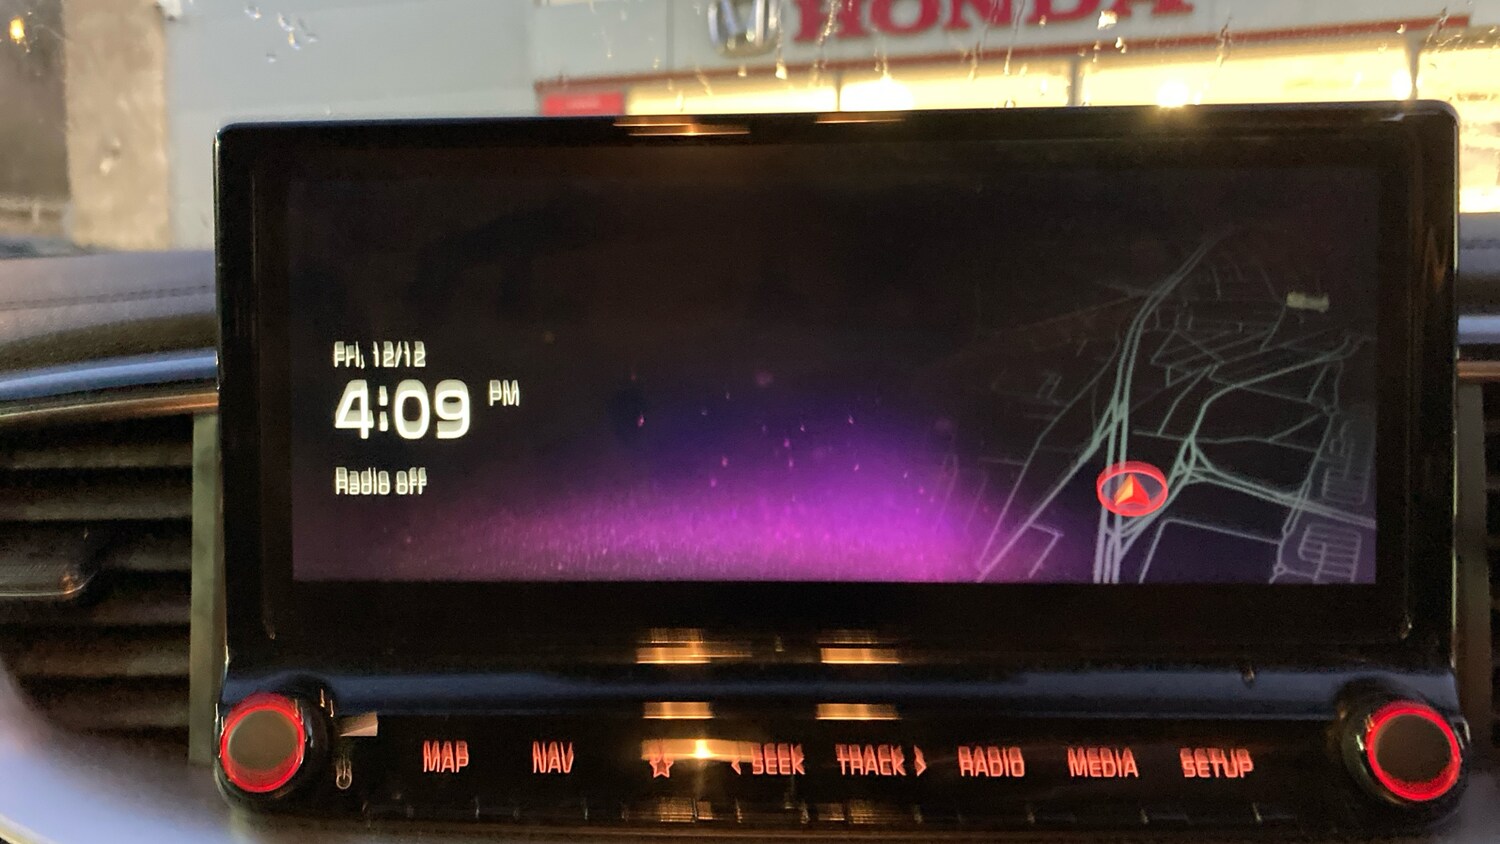 HONDA
Fri, 12/12
4:09 PM
Radio off
MAP NAV ☆ ‹ SEEK TRACK › RADIO MEDIA SETUP